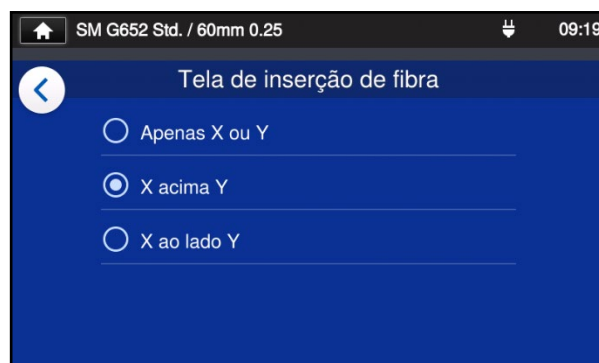 SM G652 Std. / 60mm 0.25 09:19
Tela de inserção de fibra
Apenas X ou Y
X acima Y
X ao lado Y